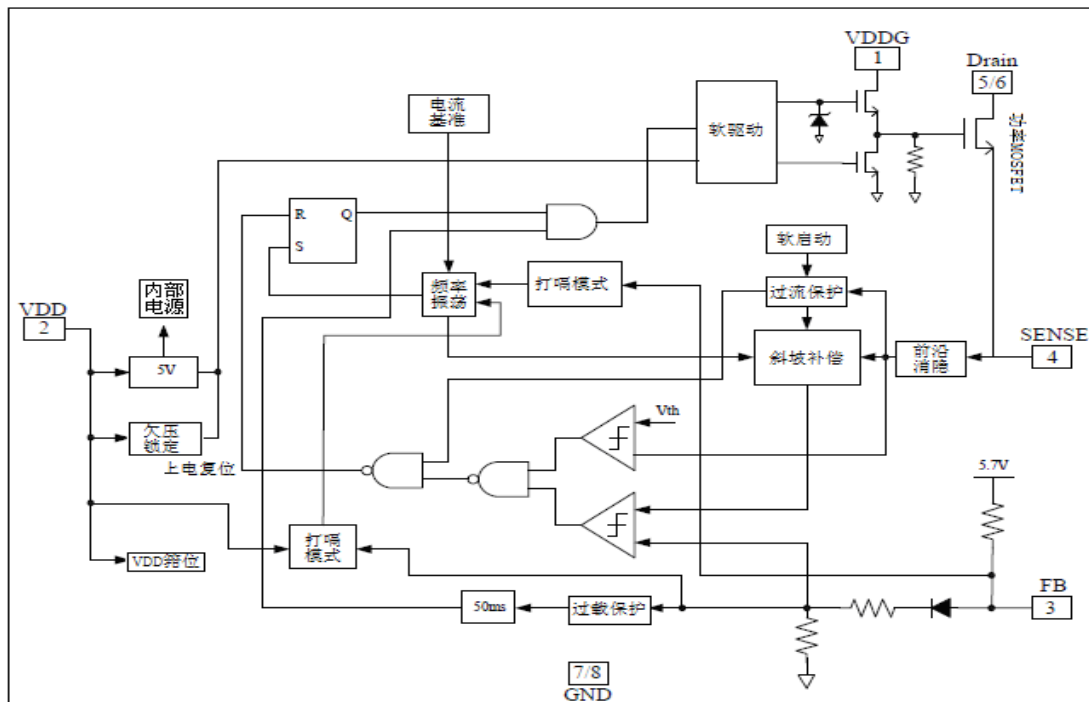 VDDG
1
Drain
5/6
功率MOSFET
电流
基准
软驱动
R
Q
S
软启动
频率
振荡
打嗝模式
过流保护
内部
电源
VDD
2
5V
斜坡补偿
前沿
消隐
SENSE
4
欠压
锁定
上电复位
Vth
5.7V
打嗝
模式
VDD箝位
50ms
过载保护
FB
3
7/8
GND